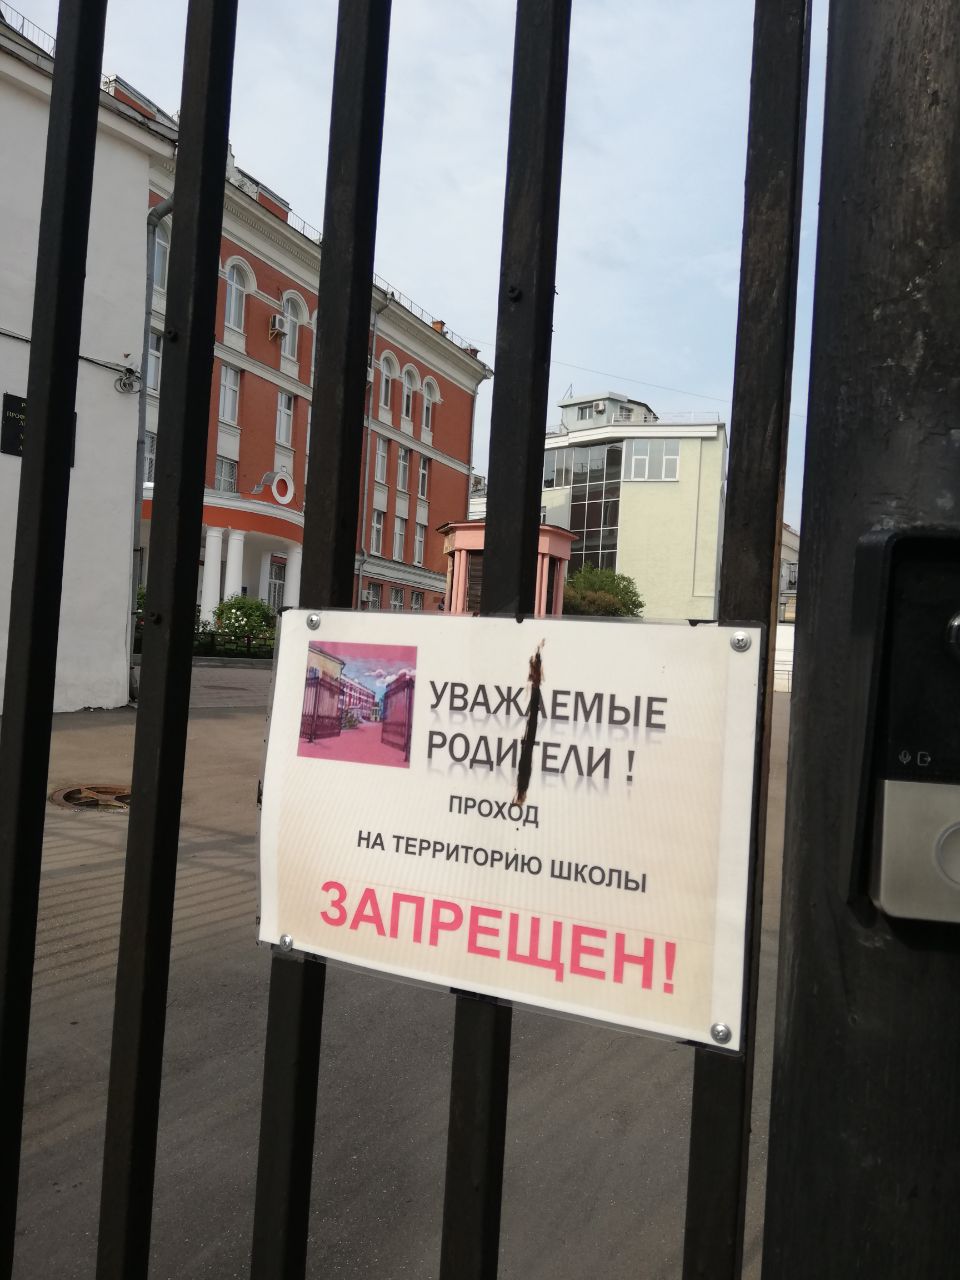 УВАЖАЕМЫЕ
РОДИТЕЛИ !
ПРОХОД
НА ТЕРРИТОРИЮ ШКОЛЫ
ЗАПРЕЩЕН!